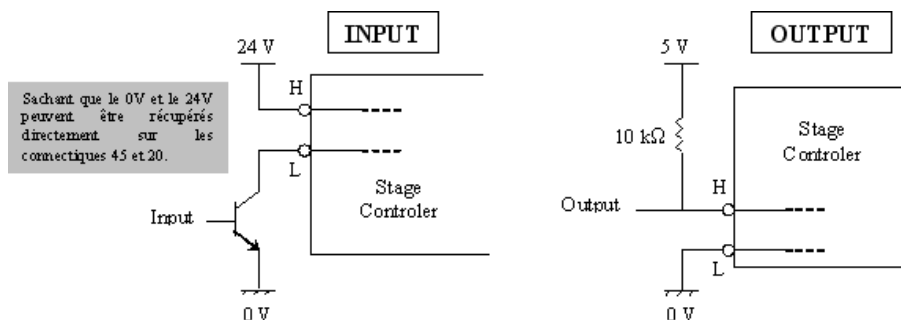 INPUT
24 V
H
Sachant que le 0V et le 24V
peuvent être récupérés
directement sur les
connectiques 45 et 20.
L
Stage
Controler
Input
0 V
OUTPUT
5 V
10 kΩ
Stage
Controler
H
Output
L
0 V